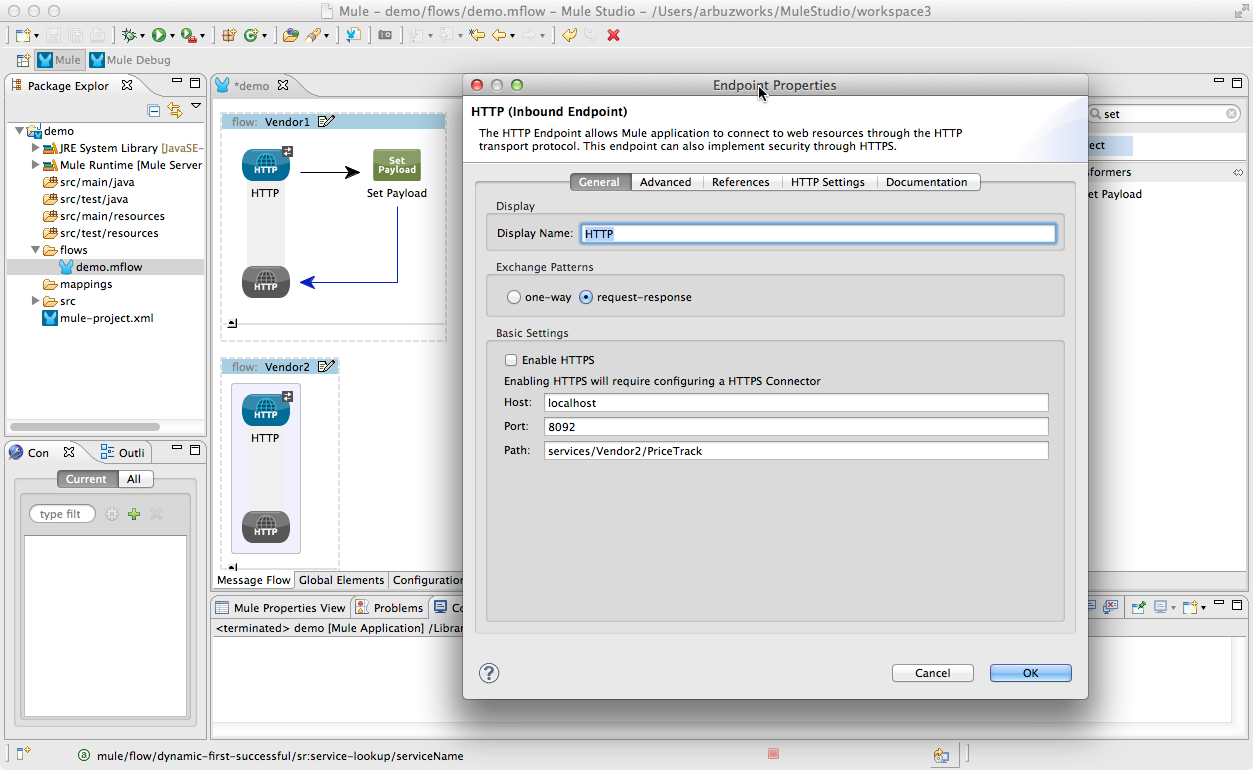 Mule – demo/flows/demo.mflow – Mule Studio – /Users/arbuzworks/MuleStudio/workspace3
Mule
Mule Debug
Package Explor
demo
JRE System Library [JavaSE-
Mule Runtime [Mule Server
src/main/java
src/test/java
src/main/resources
src/test/resources
flows
demo.mflow
mappings
src
mule-project.xml
Con
Outli
Current
All
type filt
*demo
flow: Vendor1
HTTP
HTTP
Set Payload
Set Payload
HTTP
flow: Vendor2
HTTP
HTTP
HTTP
Message Flow
Global Elements
Configuration
Mule Properties View
Problems
Co
<terminated> demo [Mule Application] /Librar
Endpoint Properties
HTTP (Inbound Endpoint)
The HTTP Endpoint allows Mule application to connect to web resources through the HTTP
transport protocol. This endpoint can also implement security through HTTPS.
General
Advanced
References
HTTP Settings
Documentation
Display
Display Name: HTTP
Exchange Patterns
one-way
request-response
Basic Settings
Enable HTTPS
Enabling HTTPS will require configuring a HTTPS Connector
Host: localhost
Port: 8092
Path: services/Vendor2/PriceTrack
?
Cancel
OK
set
ect
sformers
et Payload
mule/flow/dynamic-first-successful/sr:service-lookup/serviceName